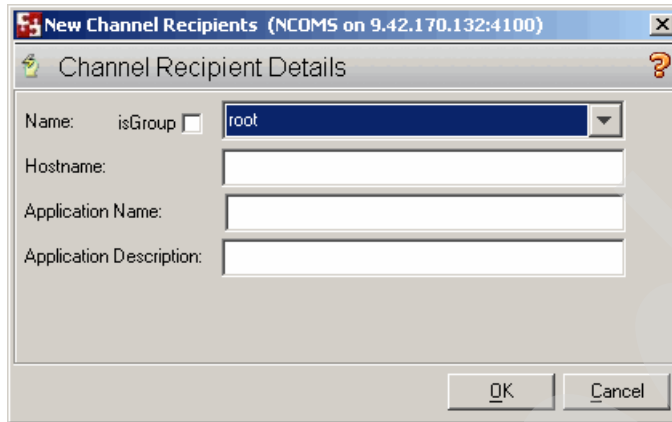 New Channel Recipients (NCOMS on 9.42.170.132:4100)
Channel Recipient Details
Name: isGroup root
Hostname:
Application Name:
Application Description:
OK Cancel